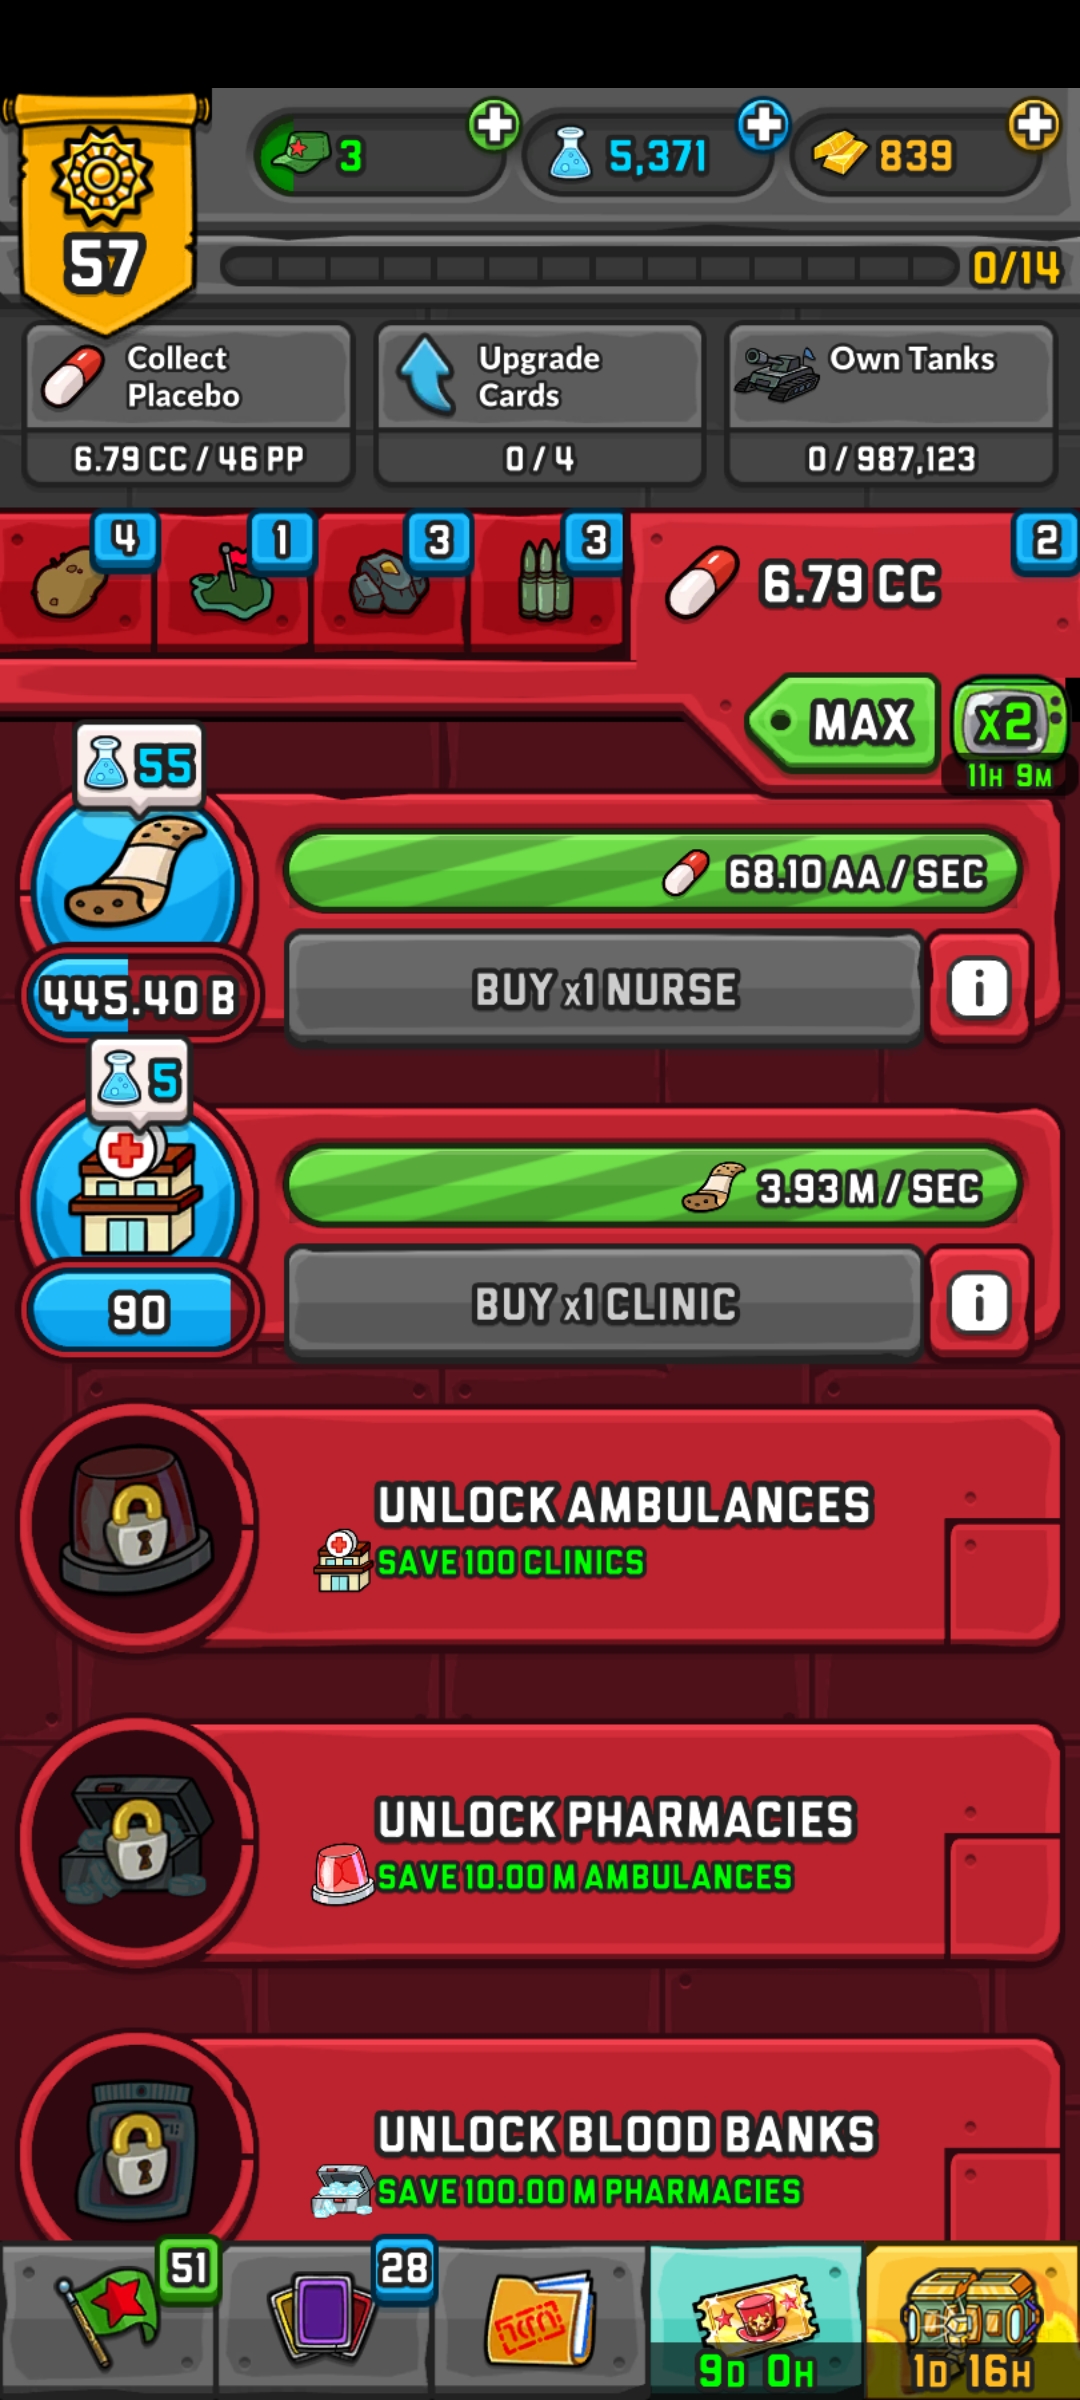 3
5,371
839
57
0/14
Collect
Placebo
6.79 CC / 46 PP
Upgrade
Cards
0 / 4
Own Tanks
0 / 987,123
4
1
3
3
2
6.79 CC
MAX
x2
11H 9M
55
68.10 AA / SEC
445.40 B
BUY x1 NURSE
i
5
3.93 M / SEC
90
BUY x1 CLINIC
i
UNLOCK AMBULANCES
SAVE 100 CLINICS
UNLOCK PHARMACIES
SAVE 10.00 M AMBULANCES
UNLOCK BLOOD BANKS
SAVE 100.00 M PHARMACIES
51
28
9D 0H
1D 16H